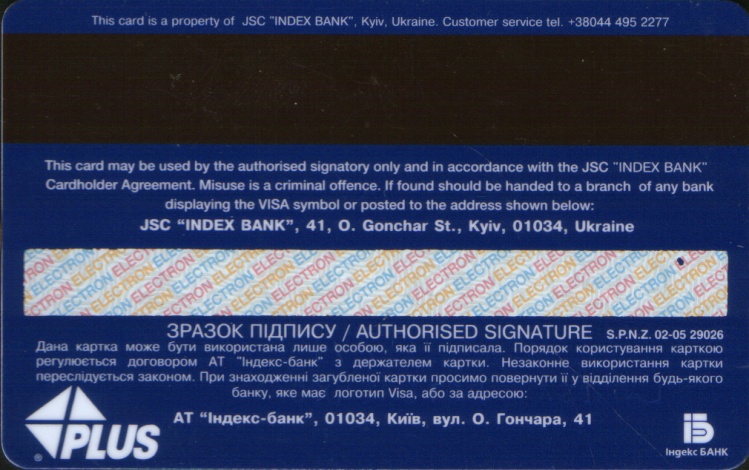 This card is a property of JSC "INDEX BANK", Kyiv, Ukraine. Customer service tel. +38044 495 2277
This card may be used by the authorised signatory only and in accordance with the JSC "INDEX BANK"
Cardholder Agreement. Misuse is a criminal offence. If found should be handed to a branch of any bank
displaying the VISA symbol or posted to the address shown below:
JSC "INDEX BANK", 41, O. Gonchar St., Kyiv, 01034, Ukraine
ELECTRON ELECTRON ELECTRON ELECTRON ELECTRON ELECTRON
ЗРАЗОК ПІДПИСУ / AUTHORISED SIGNATURE S.P.N.Z. 02-05 29026
Дана картка може бути використана лише особою, яка її підписала. Порядок користування карткою
регулюється договором АТ "Індекс-банк" з держателем картки. Незаконне використання картки
переслідується законом. При знаходженні загубленої картки просимо повернути її у відділення будь-якого
банку, яке має логотип Visa, або за адресою:
АТ "Індекс-банк", 01034, Київ, вул. О. Гончара, 41
PLUS
®
Індекс БАНК